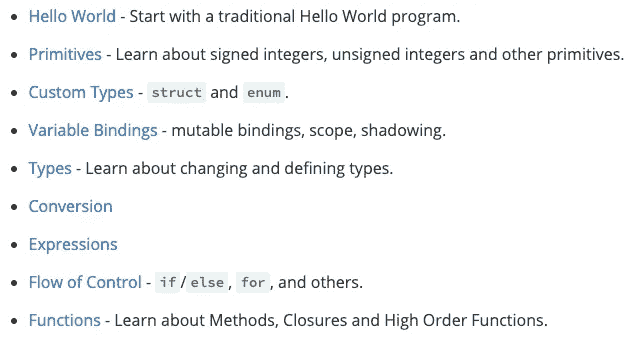 Hello World - Start with a traditional Hello World program.
Primitives - Learn about signed integers, unsigned integers and other primitives.
Custom Types - struct and enum.
Variable Bindings - mutable bindings, scope, shadowing.
Types - Learn about changing and defining types.
Conversion
Expressions
Flow of Control - if/else, for, and others.
Functions - Learn about Methods, Closures and High Order Functions.